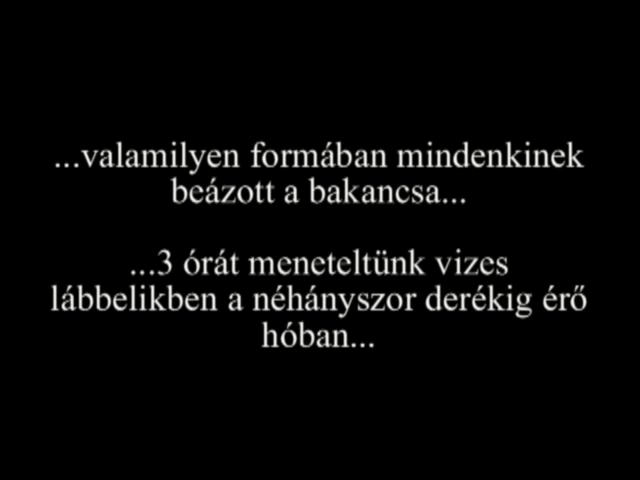 ...valamilyen formában mindenkinek
beázott a bakancsa...
...3 órát meneteltünk vizes
lábbelikben a néhányszor derékig érő
hóban...